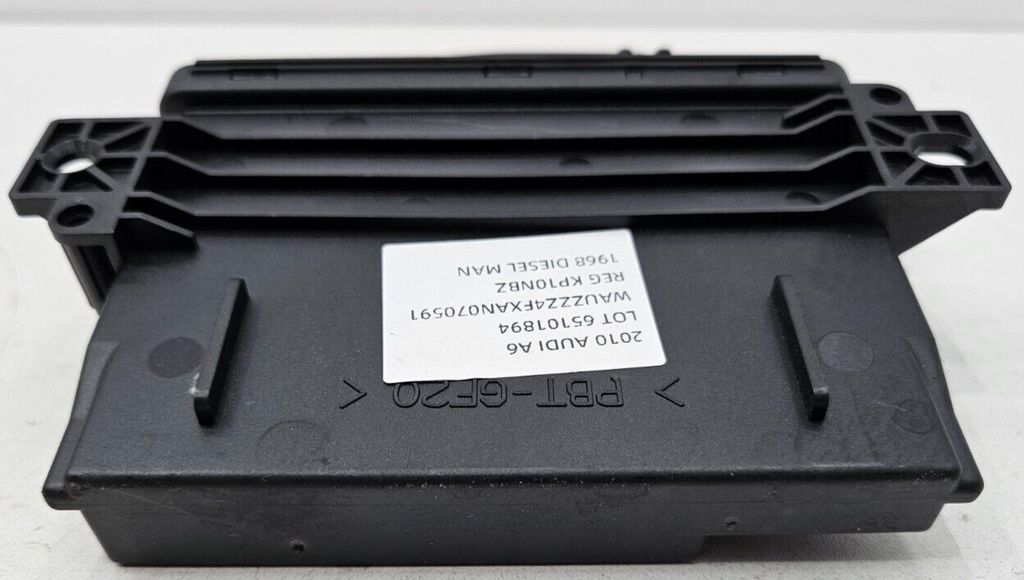 2010 AUDI A6
LOT 65101894
WAUZZZ4FXAN070591
REG KP10NBZ
1968 DIESEL MAN
>PBT-GF20<